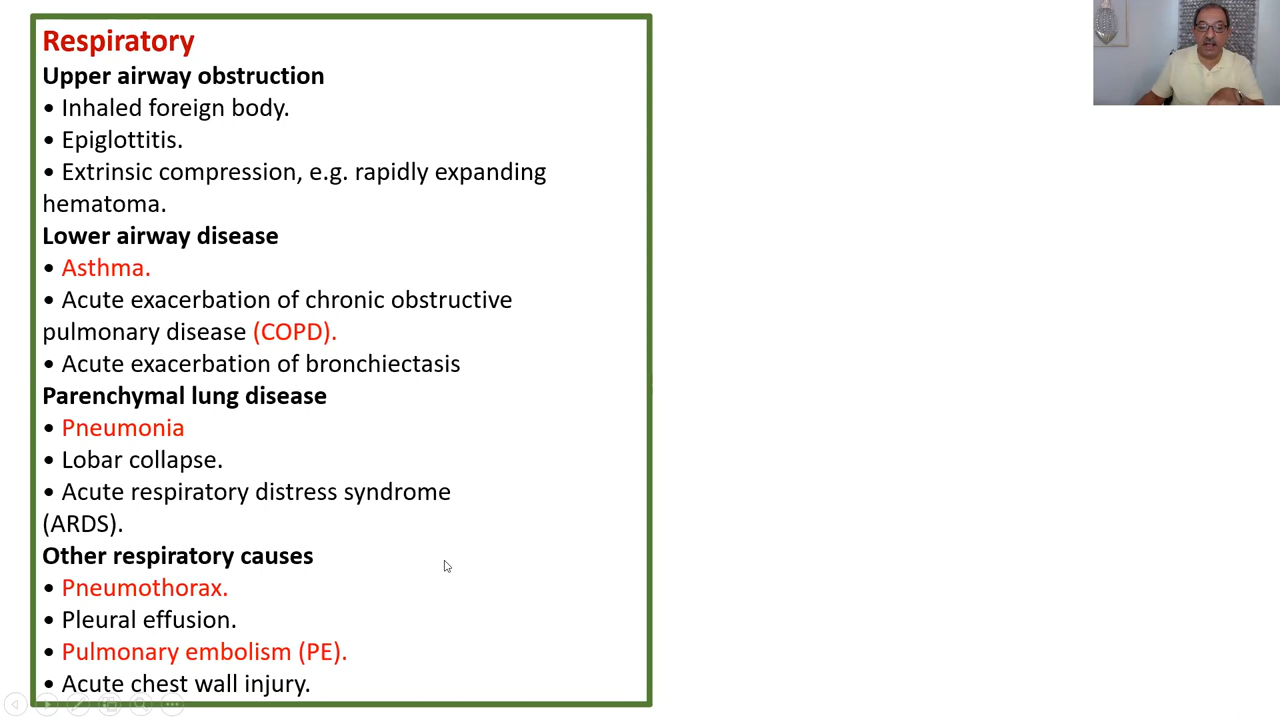 Respiratory
Upper airway obstruction
• Inhaled foreign body.
• Epiglottitis.
• Extrinsic compression, e.g. rapidly expanding
hematoma.
Lower airway disease
• Asthma.
• Acute exacerbation of chronic obstructive
pulmonary disease (COPD).
• Acute exacerbation of bronchiectasis
Parenchymal lung disease
• Pneumonia
• Lobar collapse.
• Acute respiratory distress syndrome
(ARDS).
Other respiratory causes
• Pneumothorax.
• Pleural effusion.
• Pulmonary embolism (PE).
• Acute chest wall injury.